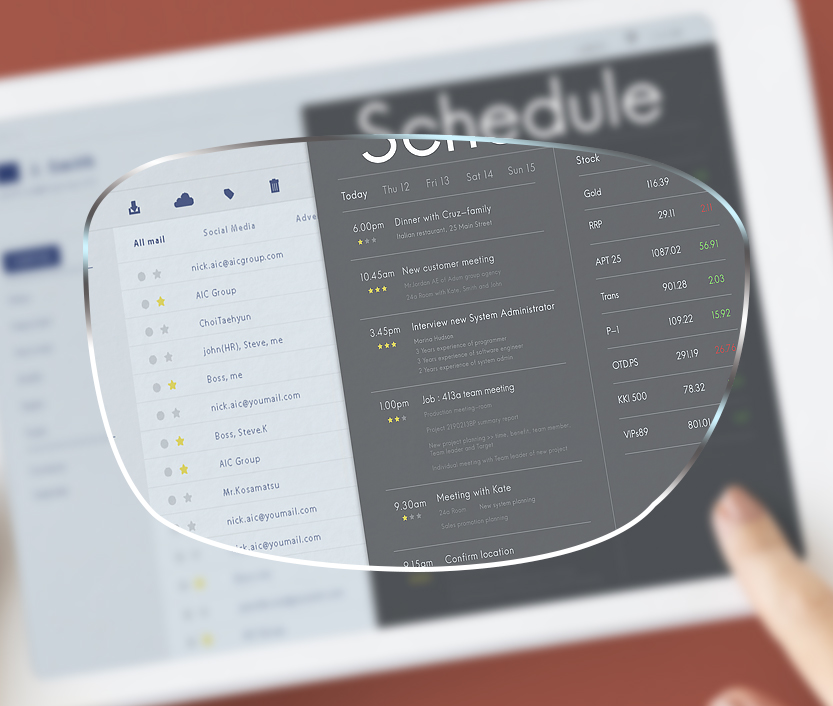 Schedule
All mail
Social Media
Adve
nick.aic@aicgroup.com
AIC Group
ChoiTaehyun
john(HR), Steve, me
Boss, me
nick.aic@youmail.com
Boss, Steve.K
AIC Group
Mr.Kosamatsu
nick.aic@youmail.com
nick.aic@youmail.com
Today Thu 12 Fri 13 Sat 14 Sun 15
6.00pm Dinner with Cruz-family
Italian restaurant, 25 Main Street
10.45am New customer meeting
Mr.Jordan AE of Adam group agency
24a Room with Kate, Smith and John
3.45pm Interview new System Administrator
Marina Hudson
3 Years experience of programmer
3 Years experience of software engineer
2 Years experience of system-admin
1.00pm Job : 413a team meeting
Production meeting-room
Project 219021SBP summary report
New project planning vs time, benefit, team member...
Team leader and Target
Individual meeting with Team leader of new project
9.30am Meeting with Kate
24a Room New system planning
Sales promotion planning
9.15am Confirm location
Stock
Gold 116.39
RRP 29.11
APT 25 1087.02 56.91
Trans 901.28 2.03
P-1 109.22 15.92
OTD.PS 291.19
KKI 500 78.32
VIPs89 801.01